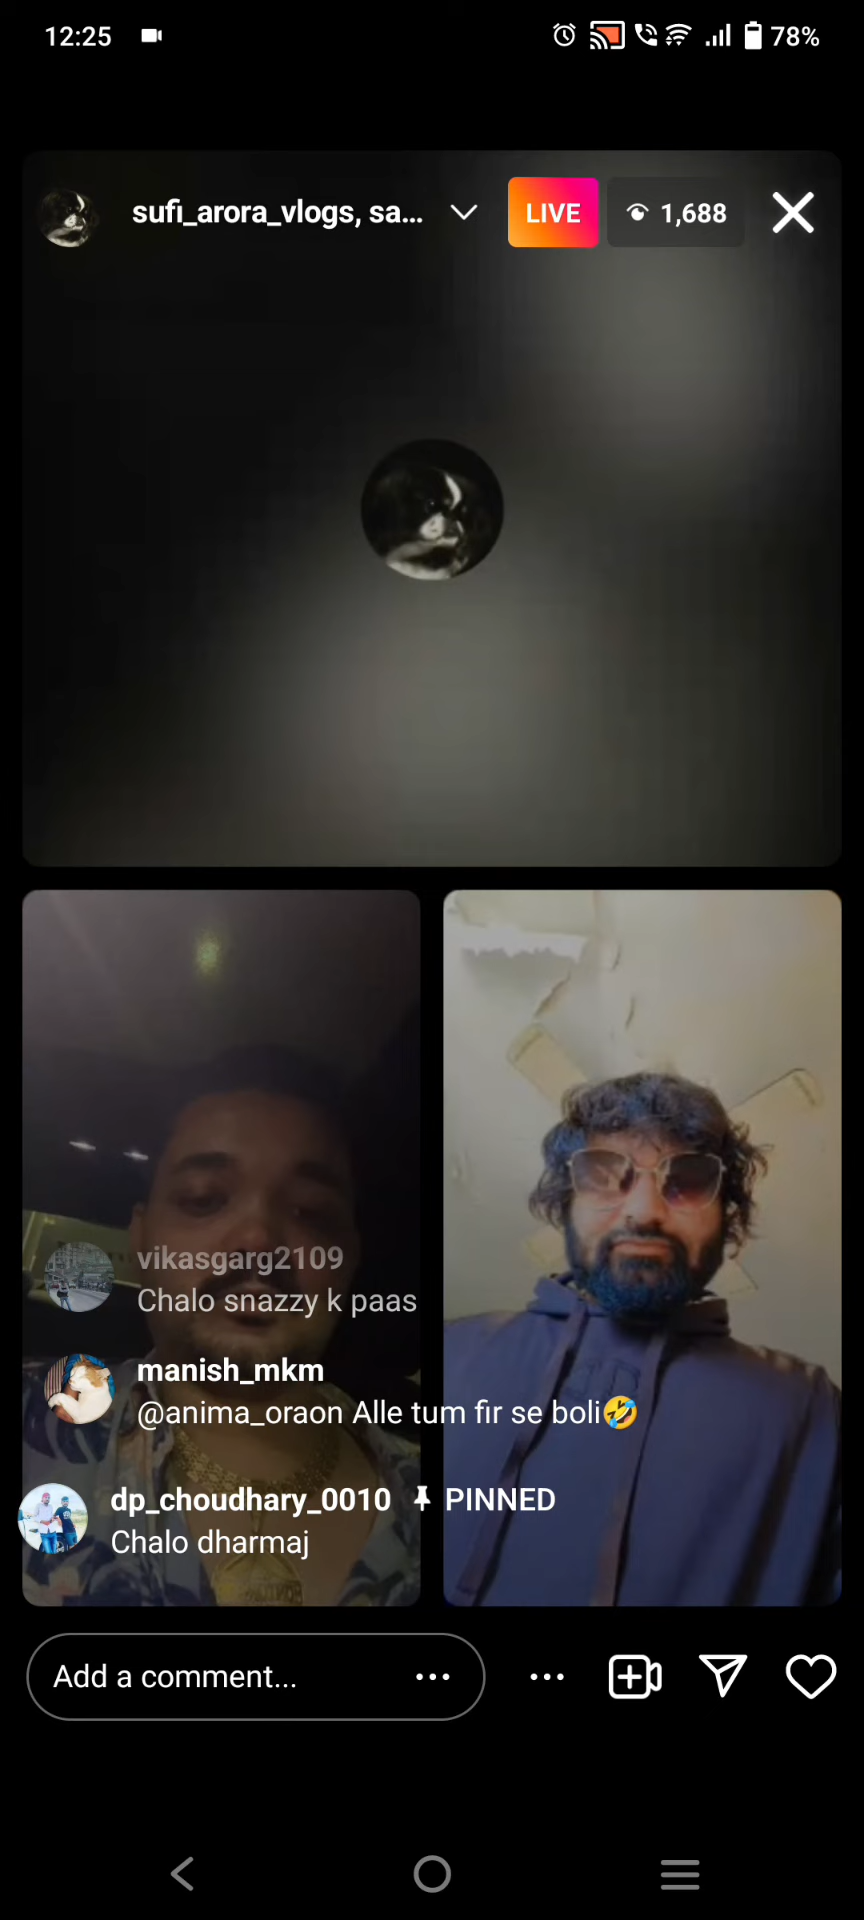 12:25
78%
sufi_arora_vlogs, sa...
LIVE
1,688
vikasgarg2109
Chalo snazzy k paas
manish_mkm
@anima_oraon Alle tum fir se boli🤣
dp_choudhary_0010 PINNED
Chalo dharmaj
Add a comment...